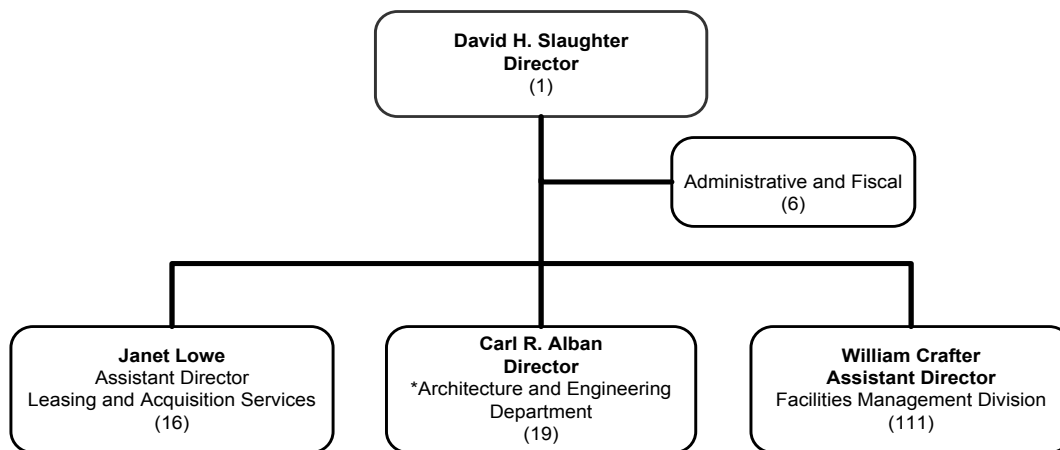 David H. Slaughter
Director
(1)
Administrative and Fiscal
(6)
Janet Lowe
Assistant Director
Leasing and Acquisition Services
(16)
Carl R. Alban
Director
*Architecture and Engineering
Department
(19)
William Crafter
Assistant Director
Facilities Management Division
(111)